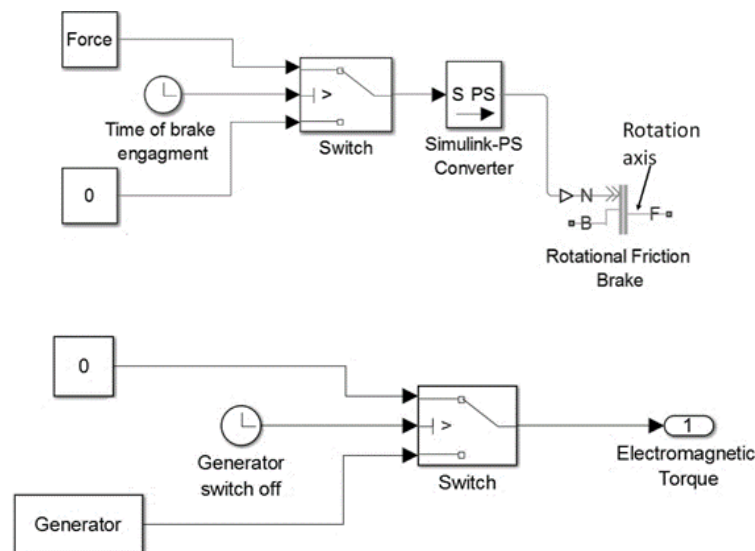 Force
Time of brake
engagment
0
>
Switch
S PS
Simulink-PS
Converter
Rotation
axis
N
B
F
Rotational Friction
Brake
0
>
Generator
switch off
Switch
Generator
1
Electromagnetic
Torque